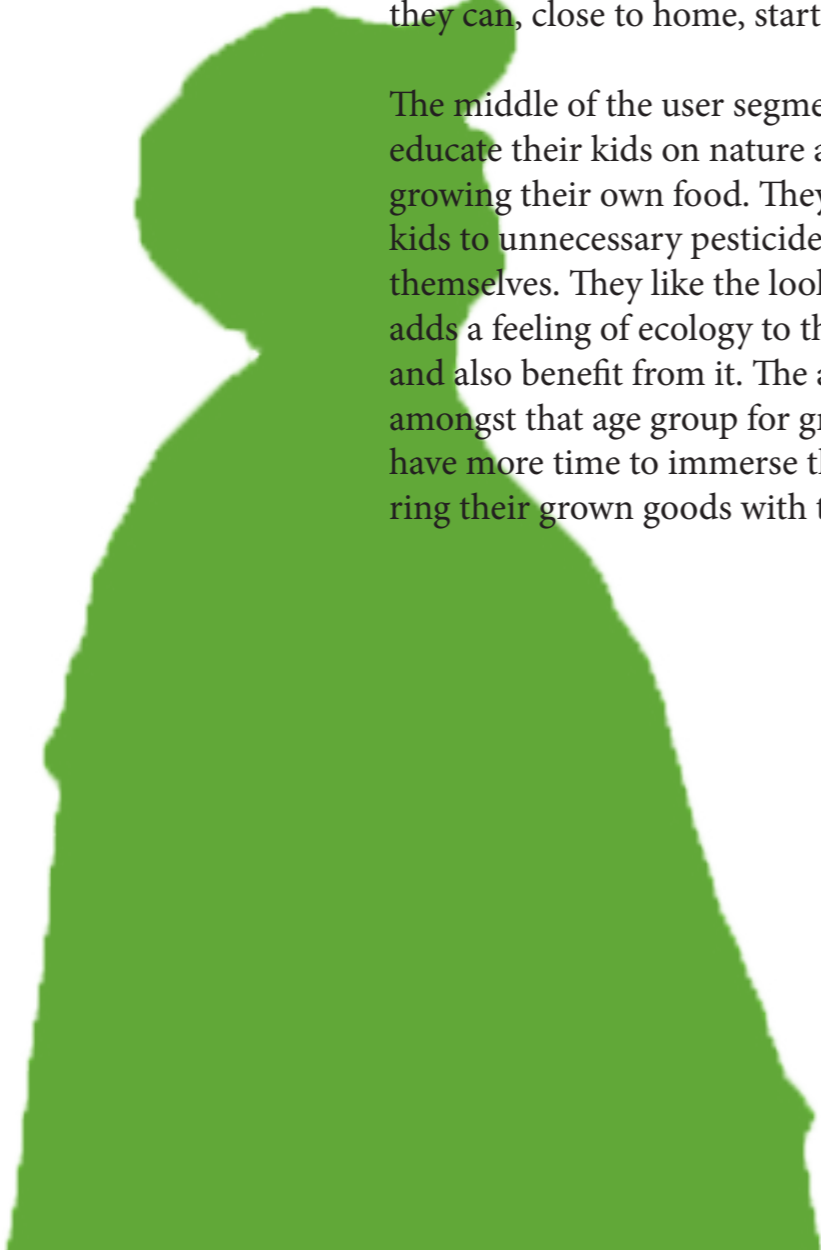 they can, close to home, start
The middle of the user segme
educate their kids on nature a
growing their own food. They
kids to unnecessary pesticide
themselves. They like the look
adds a feeling of ecology to th
and also benefit from it. The a
amongst that age group for gr
have more time to immerse th
ring their grown goods with t